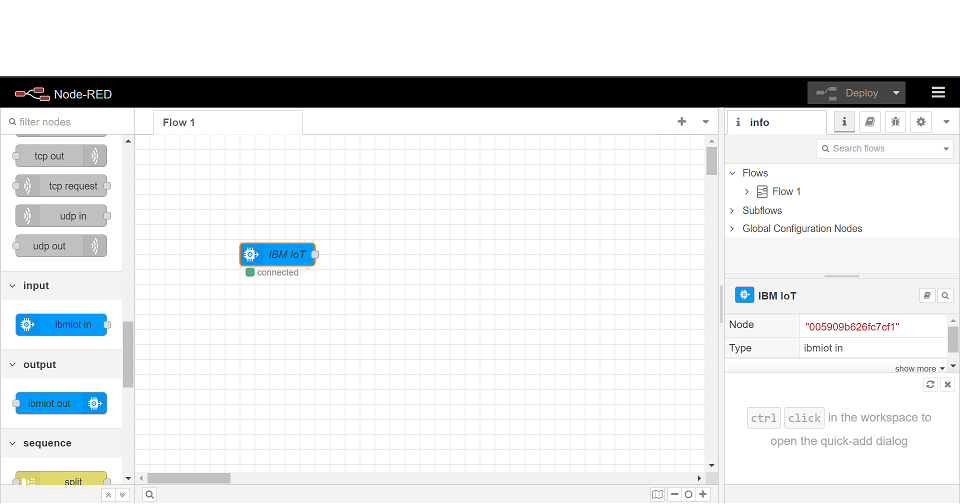 Node-RED
Deploy
filter nodes
Flow 1
info
i
tcp out
Search flows
Flows
tcp request
Flow 1
udp in
Subflows
udp out
Global Configuration Nodes
IBM IoT
connected
input
IBM IoT
ibmiot in
Node "005909b626fc7cf1"
Type ibmiot in
output
show more
ibmiot out
ctrl click in the workspace to
open the quick-add dialog
sequence
split